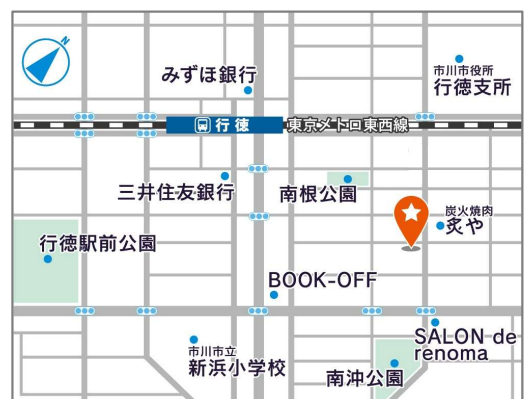 N
みずほ銀行
市川市役所
行徳支所
行徳
東京メトロ東西線
三井住友銀行
南根公園
炭火焼肉
炙や
行徳駅前公園
BOOK-OFF
SALON de
renoma
市川市立
新浜小学校
南沖公園